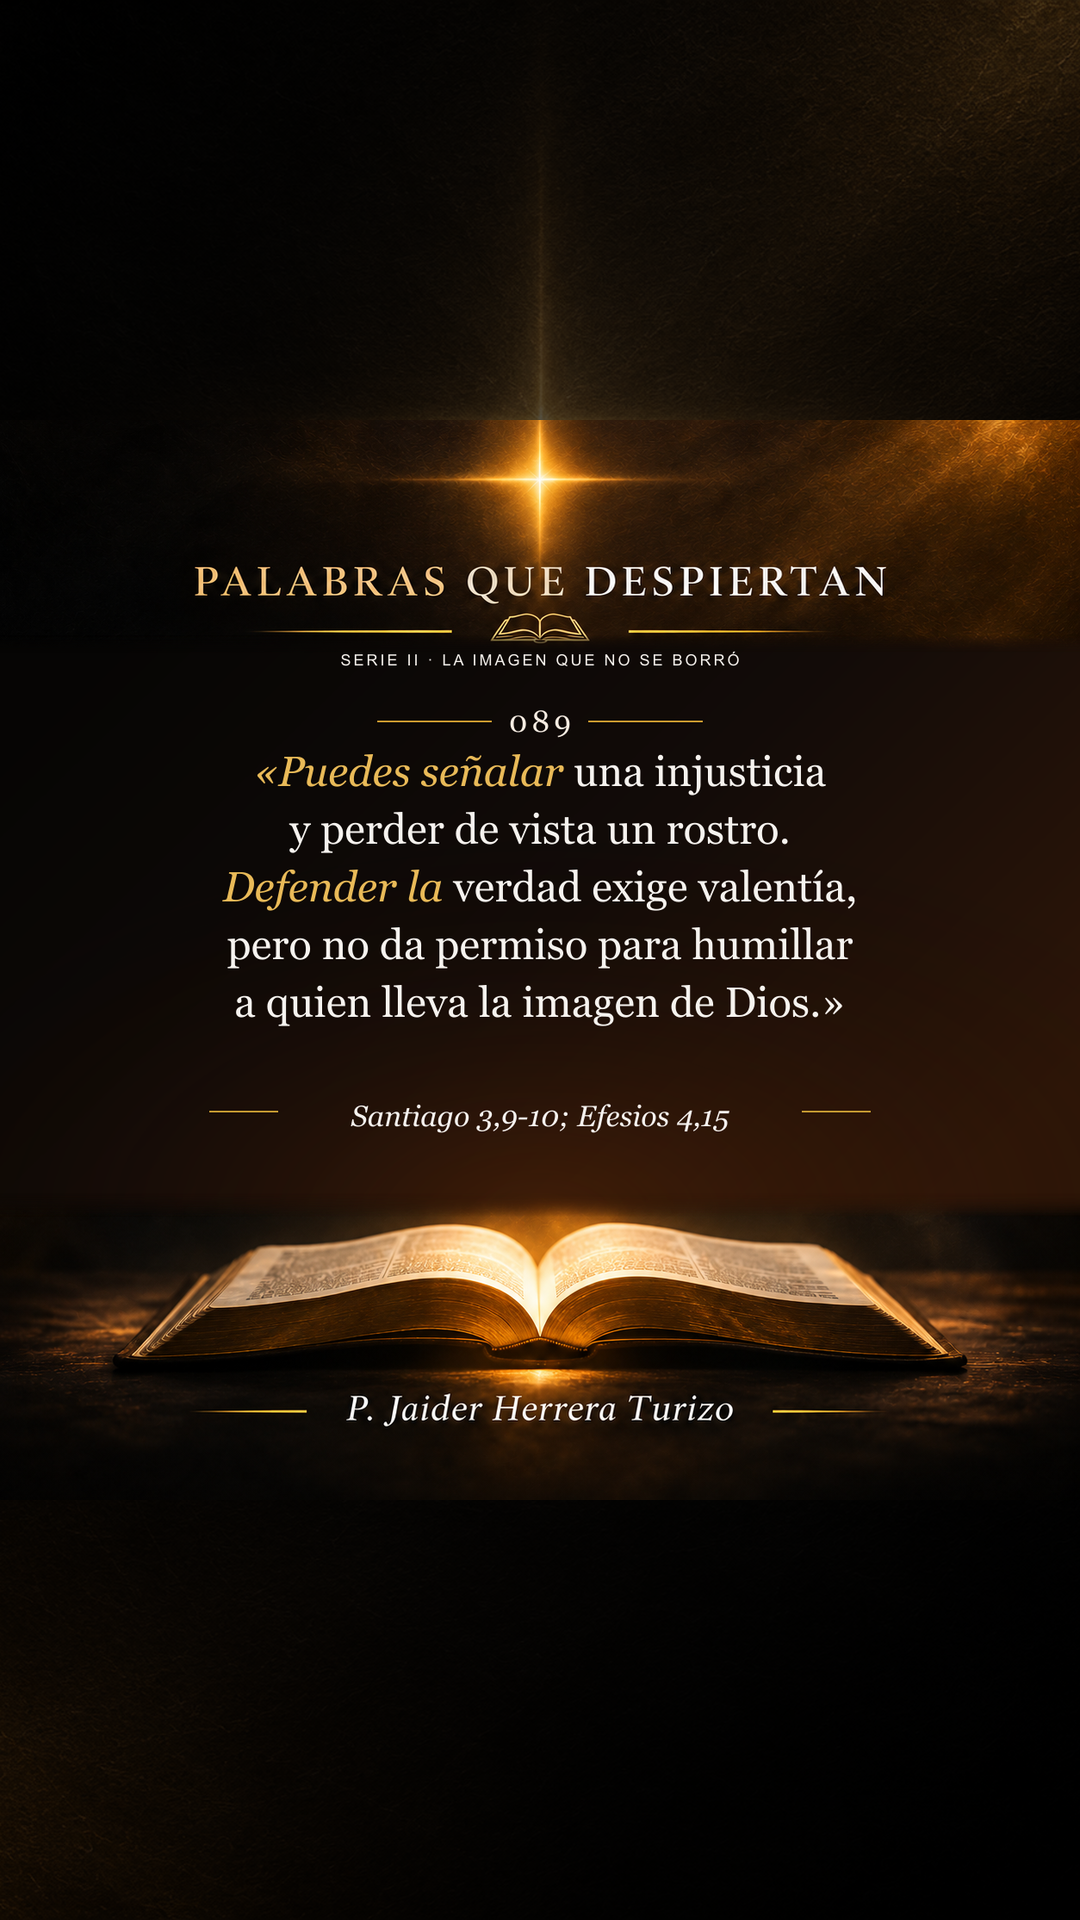 PALABRAS QUE DESPIERTAN
SERIE II · LA IMAGEN QUE NO SE BORRÓ
089
«Puedes señalar una injusticia
y perder de vista un rostro.
Defender la verdad exige valentía,
pero no da permiso para humillar
a quien lleva la imagen de Dios.»
Santiago 3,9-10; Efesios 4,15
P. Jaider Herrera Turizo